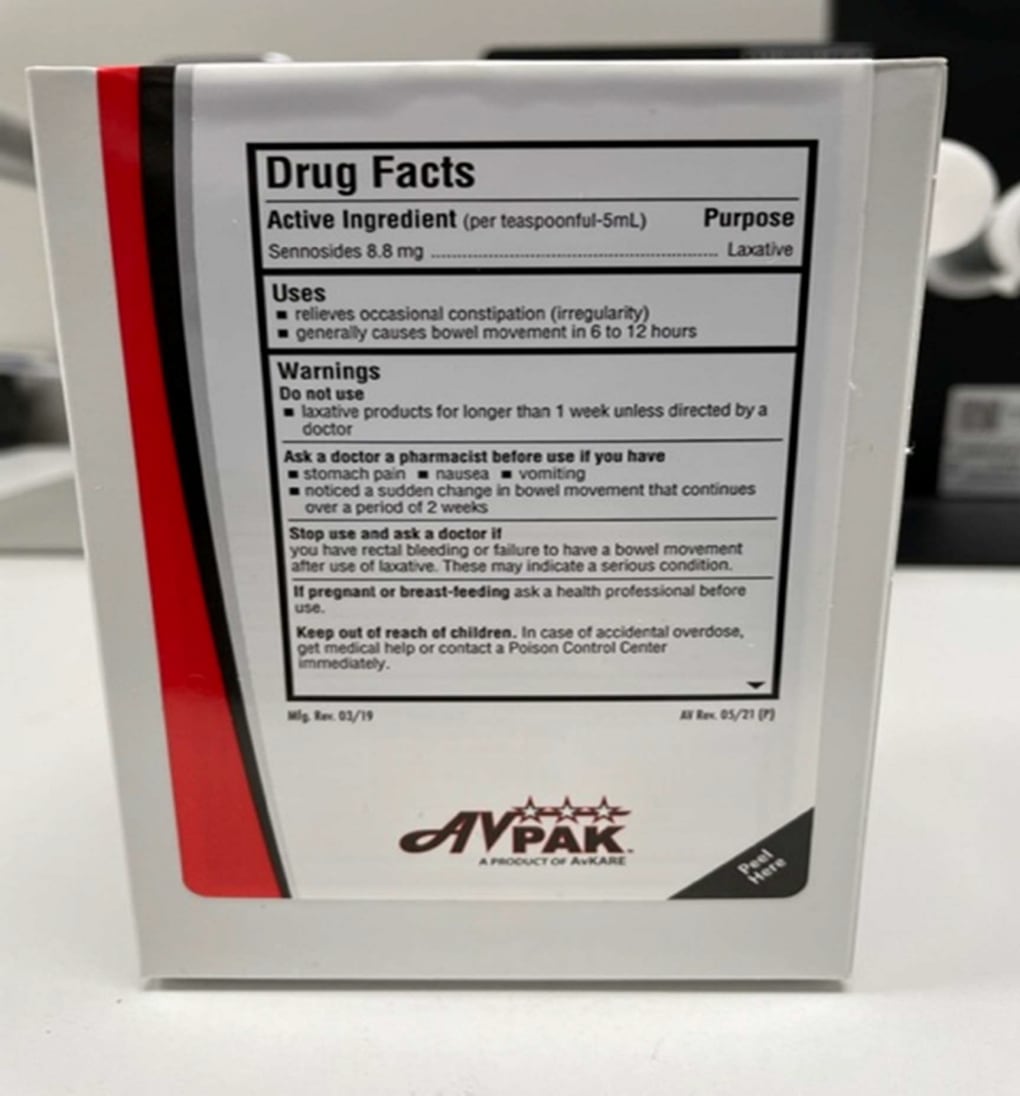 Drug Facts
Active Ingredient (per teaspoonful-5mL) Purpose
Sennosides 8.8 mg ........................................................ Laxative
Uses
■ relieves occasional constipation (irregularity)
■ generally causes bowel movement in 6 to 12 hours
Warnings
Do not use
■ laxative products for longer than 1 week unless directed by a
doctor
Ask a doctor a pharmacist before use if you have
■ stomach pain ■ nausea ■ vomiting
■ noticed a sudden change in bowel movement that continues
over a period of 2 weeks
Stop use and ask a doctor if
you have rectal bleeding or failure to have a bowel movement
after use of laxative. These may indicate a serious condition.
If pregnant or breast-feeding ask a health professional before
use.
Keep out of reach of children. In case of accidental overdose,
get medical help or contact a Poison Control Center
immediately.
Mfg. Rev. 03/19 AV Rev. 05/21 (P)
AVPAK™
A PRODUCT OF AvKARE
Peel
Here